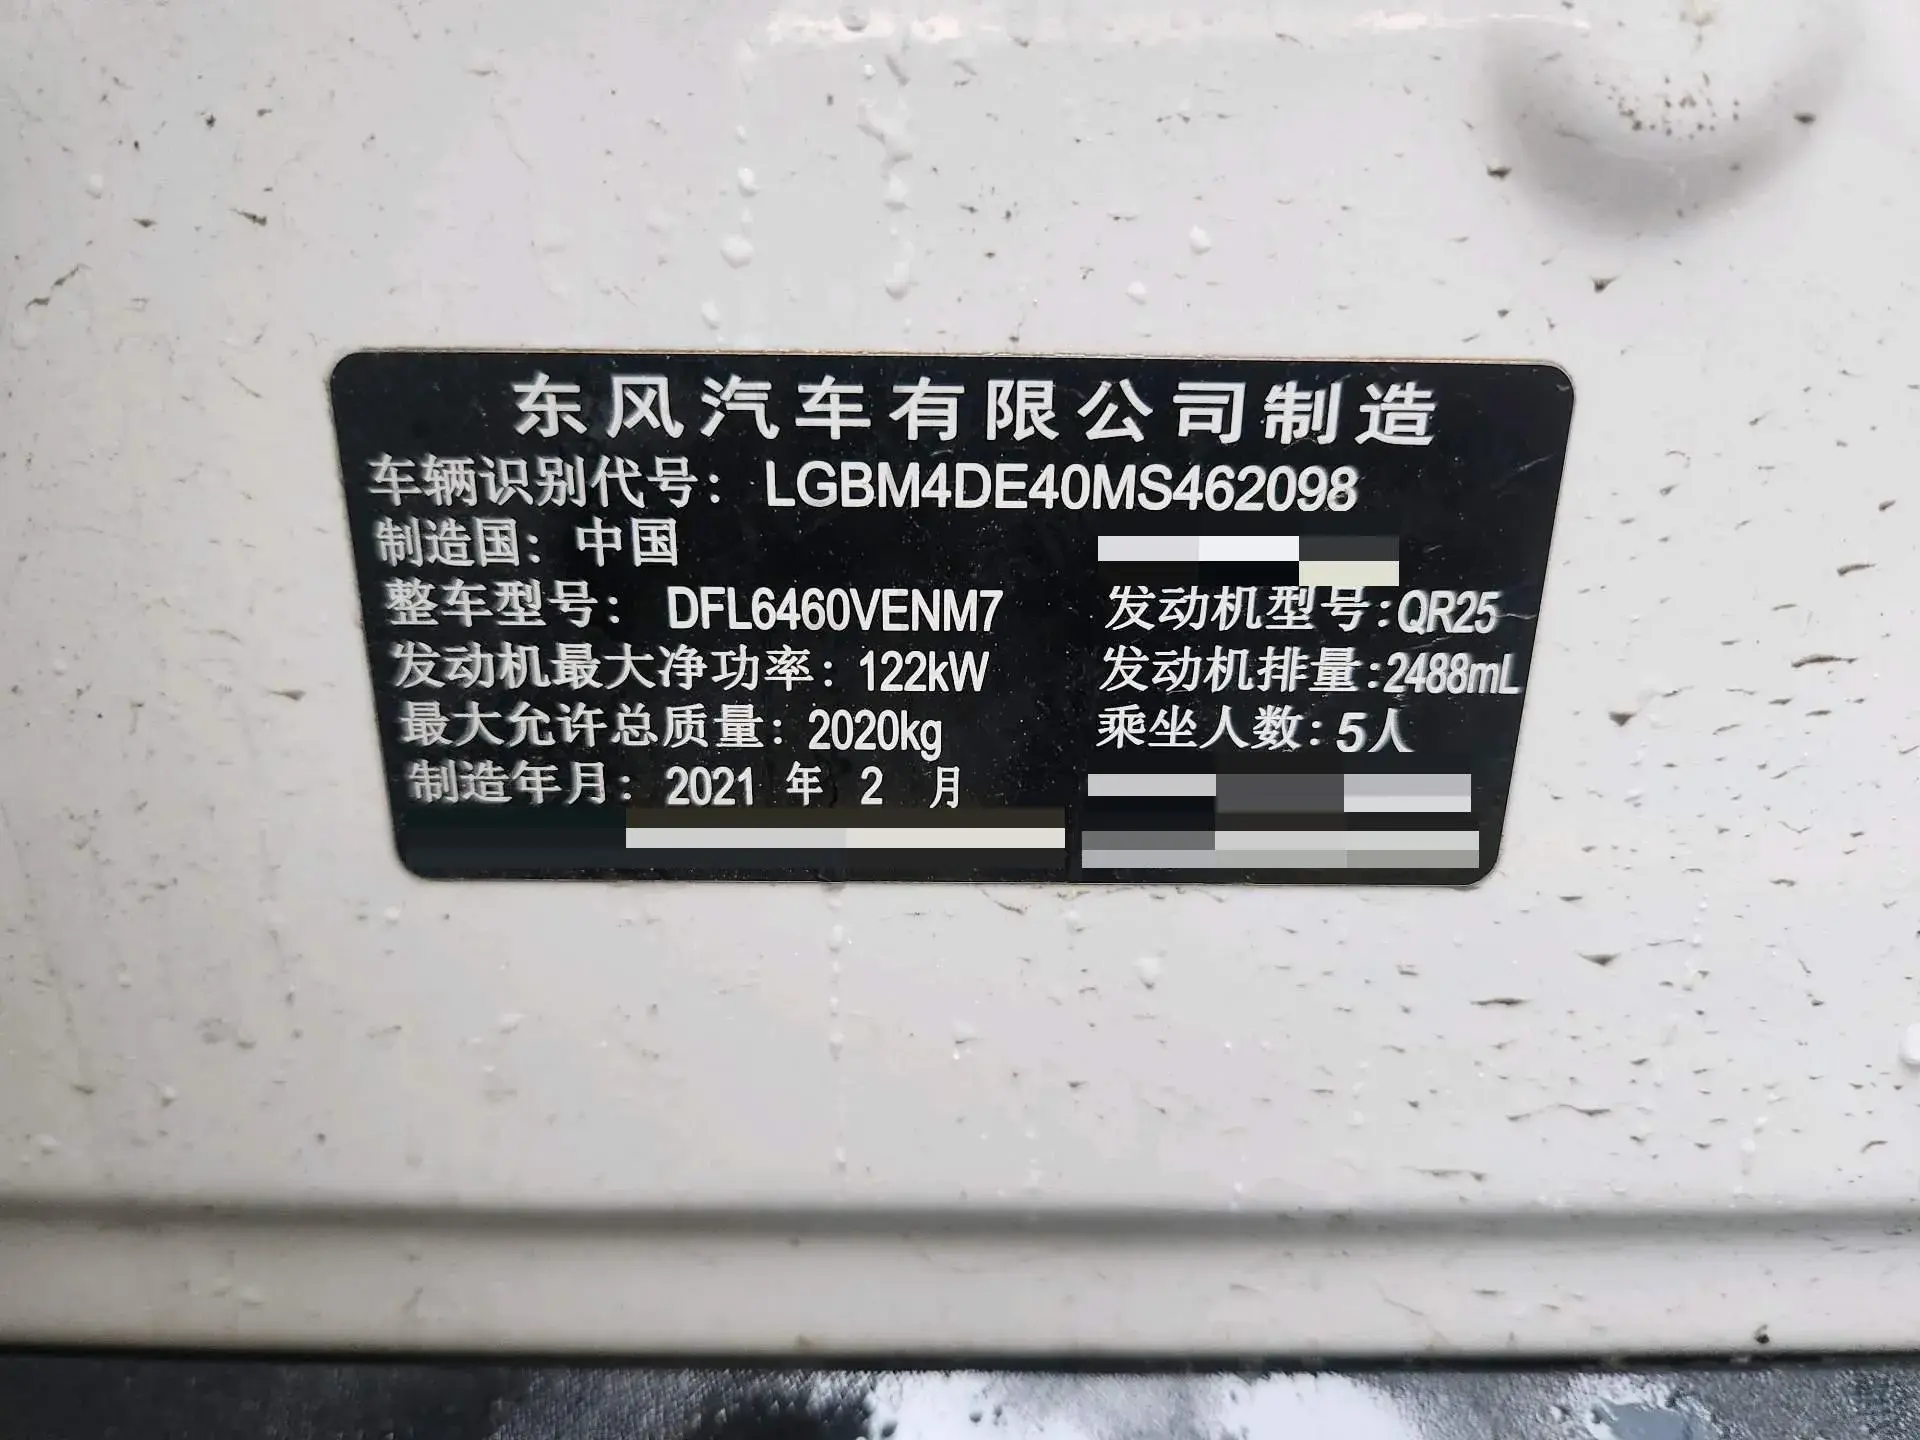 东风汽车有限公司制造
车辆识别代号：LGBM4DE40MS462098
制造国：中国
整车型号：DFL6460VENM7 发动机型号:QR25
发动机最大净功率：122kW 发动机排量:2488mL
最大允许总质量：2020kg 乘坐人数:5人
制造年月：2021 年 2 月